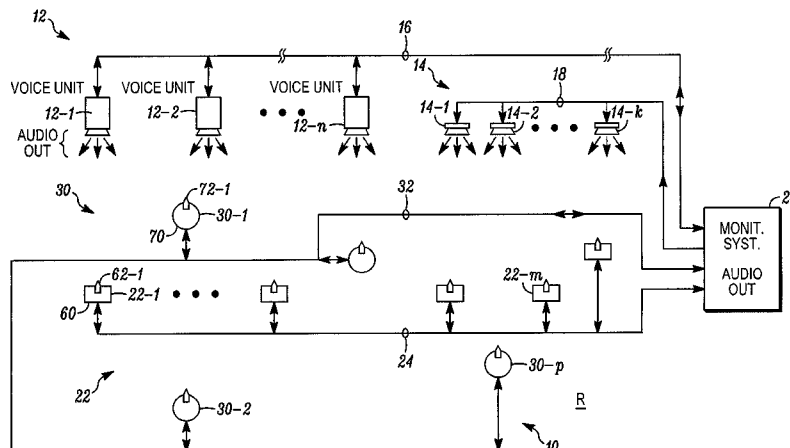 12
16
14
18
VOICE UNIT VOICE UNIT VOICE UNIT
12-1 12-2 12-n
14-1 14-2 14-k
AUDIO
OUT
30
72-1
30-1
70
32
2
MONIT.
SYST.
AUDIO
OUT
62-1
22-1
60
22-m
24
22
30-2
30-p
R
10